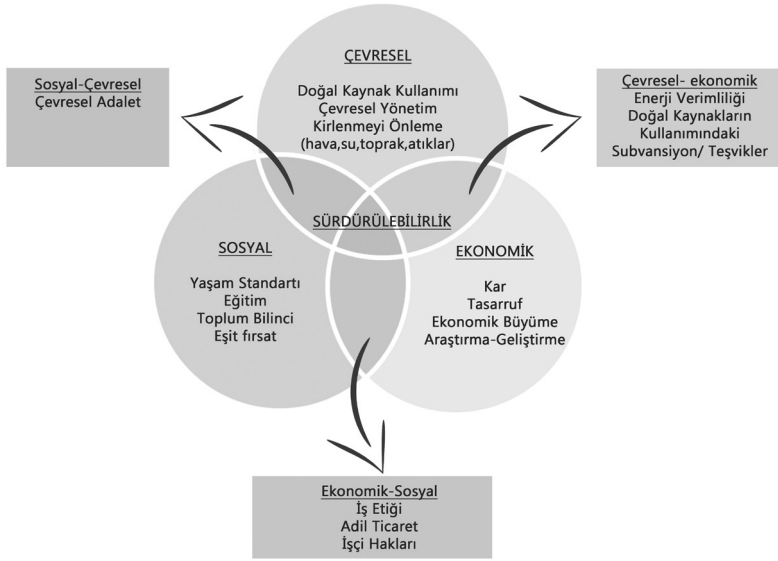 ÇEVRESEL
Doğal Kaynak Kullanımı
Çevresel Yönetim
Kirlenmeyi Önleme
(hava,su,toprak,atıklar)
Sosyal-Çevresel
Çevresel Adalet
Çevresel- ekonomik
Enerji Verimliliği
Doğal Kaynakların
Kullanımındaki
Subvansiyon/ Teşvikler
SÜRDÜRÜLEBİLİRLİK
SOSYAL
Yaşam Standartı
Eğitim
Toplum Bilinci
Eşit fırsat
EKONOMİK
Kar
Tasarruf
Ekonomik Büyüme
Araştırma-Geliştirme
Ekonomik-Sosyal
İş Etiği
Adil Ticaret
İşçi Hakları